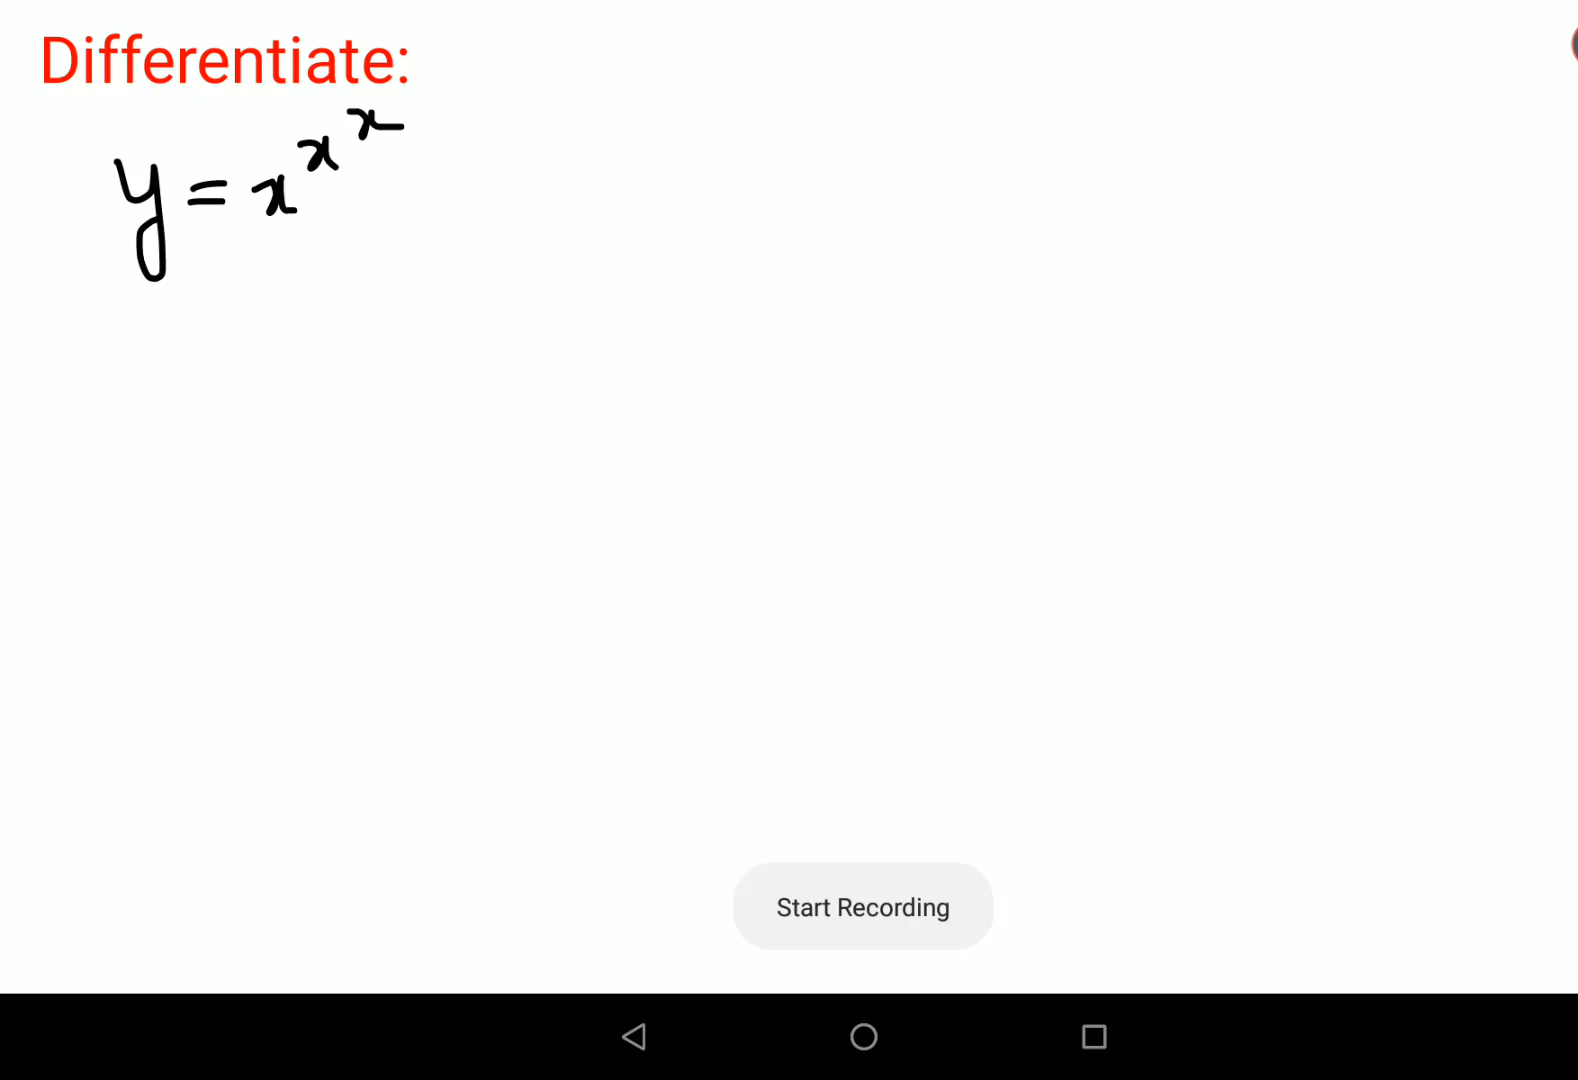 Differentiate:
y = x^x^x
Start Recording